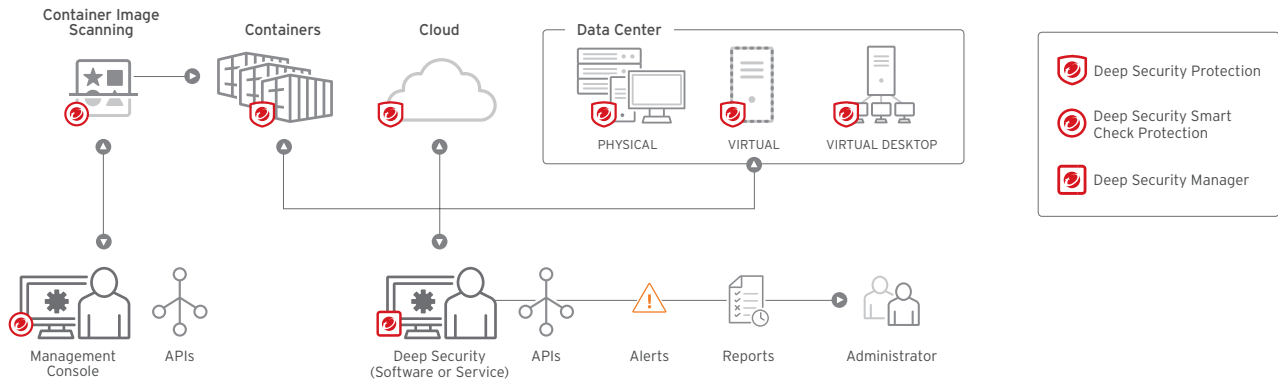 Container Image
Scanning
Containers
Cloud
Data Center
PHYSICAL
VIRTUAL
VIRTUAL DESKTOP
Deep Security Protection
Deep Security Smart
Check Protection
Deep Security Manager
Management
Console
APIs
Deep Security
(Software or Service)
APIs
Alerts
Reports
Administrator